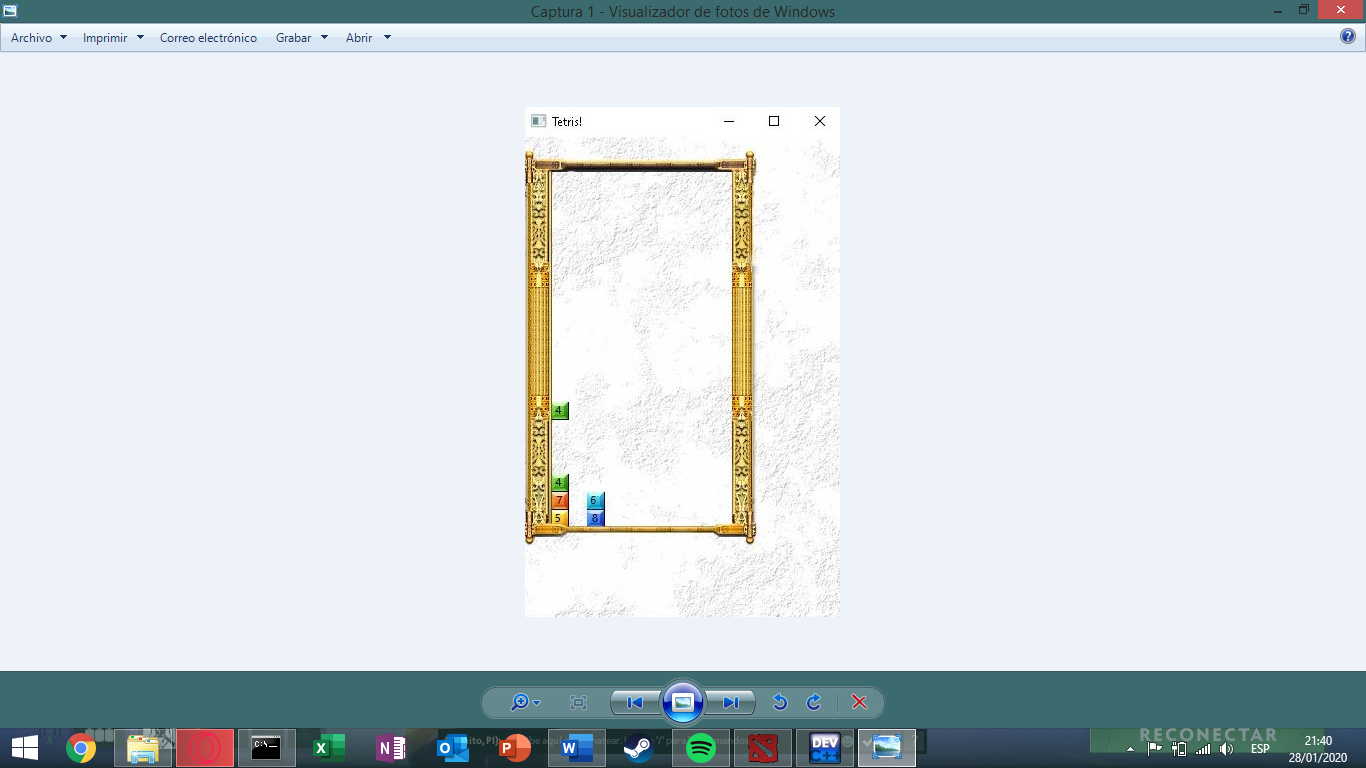 Captura 1 - Visualizador de fotos de Windows
Archivo Imprimir Correo electrónico Grabar Abrir
Tetris!
4
4
7 6
5 8
RECONECTAR
ESP
21:40
28/01/2020
C:\
DEV
C++